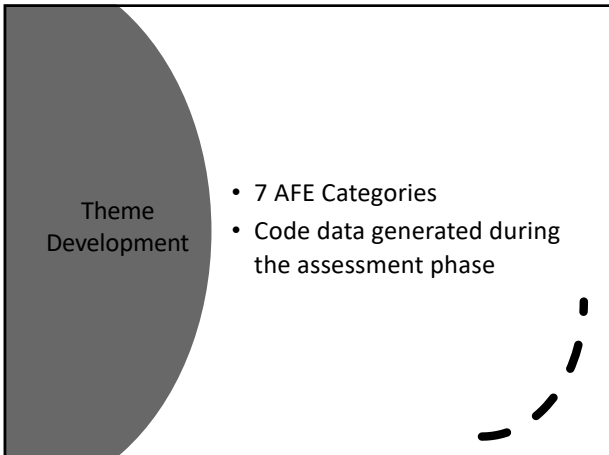 Theme
Development
• 7 AFE Categories
• Code data generated during
the assessment phase